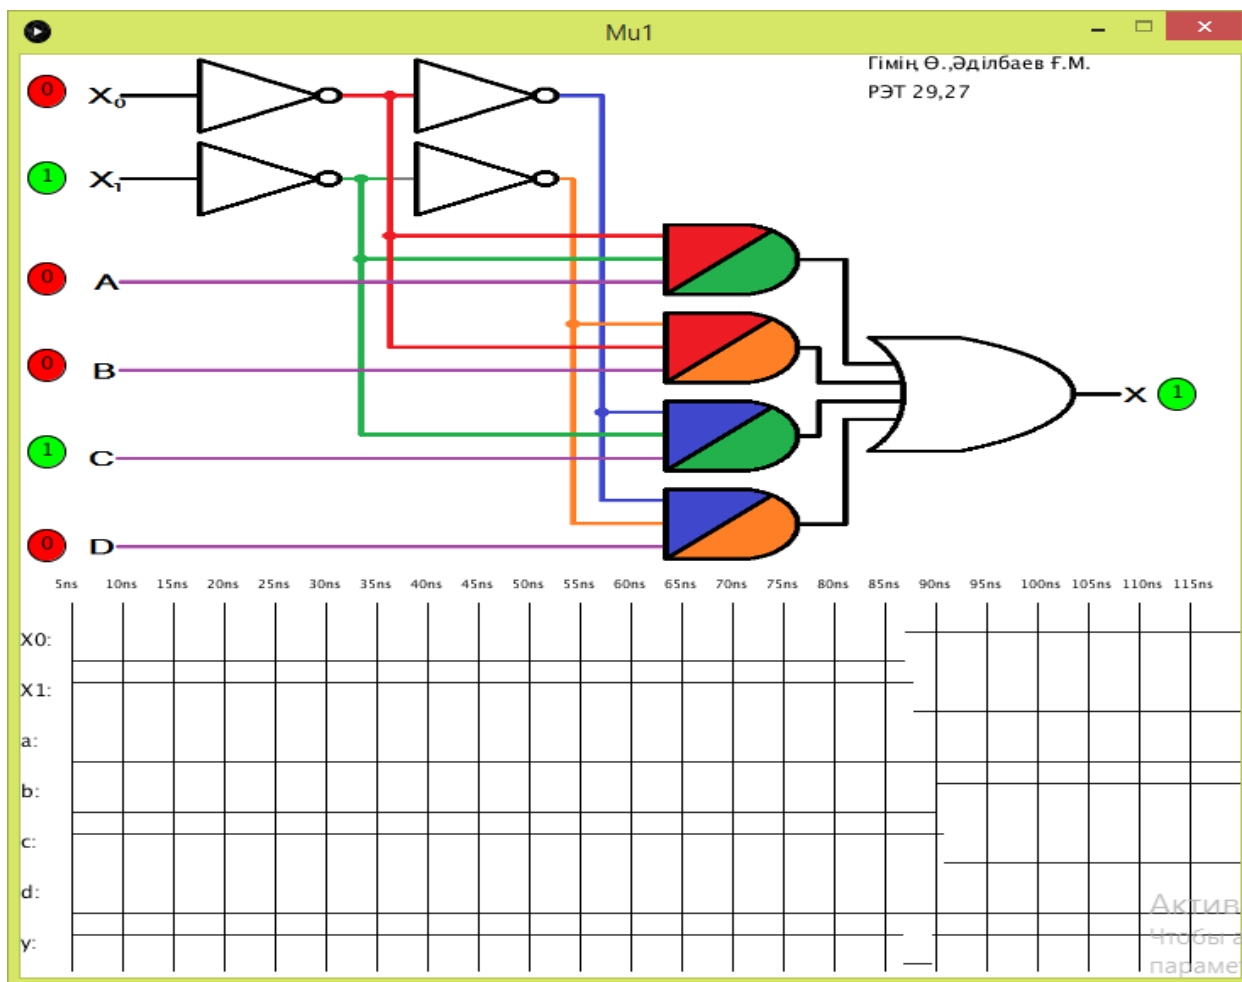 Mu1
Гімің Ө.,Әділбаев Ғ.М.
РЭТ 29,27
0 X0
1 X1
0 A
0 B
1 C
0 D
X 1
5ns 10ns 15ns 20ns 25ns 30ns 35ns 40ns 45ns 50ns 55ns 60ns 65ns 70ns 75ns 80ns 85ns 90ns 95ns 100ns 105ns 110ns 115ns
X0:
X1:
a:
b:
c:
d:
y:
Актив
Чтобы а
параме